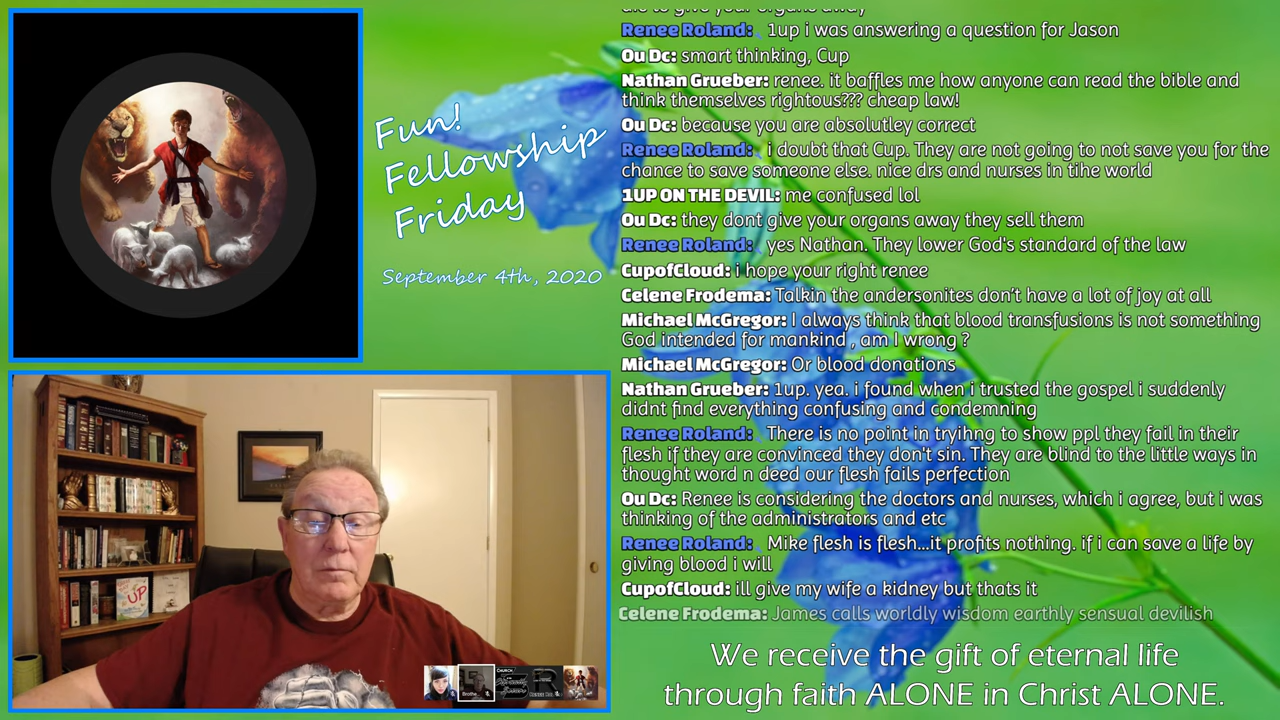 Fun!
Fellowship
Friday
September 4th, 2020
die to give your organs away
Renee Roland: 1up i was answering a question for Jason
Ou Dc: smart thinking, Cup
Nathan Grueber: renee. it baffles me how anyone can read the bible and
think themselves rightous??? cheap law!
Ou Dc: because you are absolutley correct
Renee Roland: i doubt that Cup. They are not going to not save you for the
chance to save someone else. nice drs and nurses in tihe world
1UP ON THE DEVIL: me confused lol
Ou Dc: they dont give your organs away they sell them
Renee Roland: yes Nathan. They lower God's standard of the law
CupofCloud: i hope your right renee
Celene Frodema: Talkin the andersonites don't have a lot of joy at all
Michael McGregor: I always think that blood transfusions is not something
God intended for mankind , am I wrong ?
Michael McGregor: Or blood donations
Nathan Grueber: 1up. yea. i found when i trusted the gospel i suddenly
didnt find everything confusing and condemning
Renee Roland: There is no point in tryihng to show ppl they fail in their
flesh if they are convinced they don't sin. They are blind to the little ways in
thought word n deed our flesh fails perfection
Ou Dc: Renee is considering the doctors and nurses, which i agree, but i was
thinking of the administrators and etc
Renee Roland: Mike flesh is flesh...it profits nothing. if i can save a life by
giving blood i will
CupofCloud: ill give my wife a kidney but thats it
Celene Frodema: James calls worldly wisdom earthly sensual devilish
We receive the gift of eternal life
through faith ALONE in Christ ALONE.
UP
Brothe...
CHURCH
R